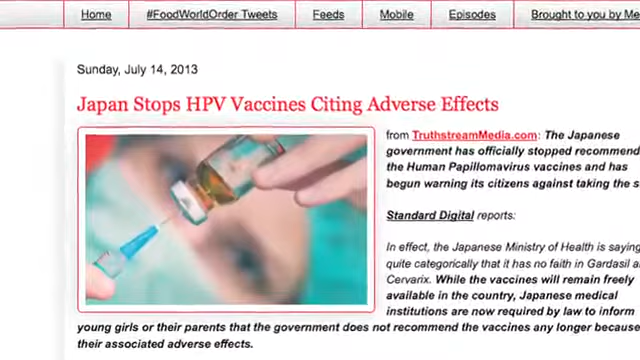 Home #FoodWorldOrder Tweets Feeds Mobile Episodes Brought to you by Me
Sunday, July 14, 2013
Japan Stops HPV Vaccines Citing Adverse Effects
from TruthstreamMedia.com: The Japanese
government has officially stopped recommend
the Human Papillomavirus vaccines and has
begun warning its citizens against taking the s
Standard Digital reports:
In effect, the Japanese Ministry of Health is saying
quite categorically that it has no faith in Gardasil a
Cervarix. While the vaccines will remain freely
available in the country, Japanese medical
institutions are now required by law to inform
young girls or their parents that the government does not recommend the vaccines any longer because
their associated adverse effects.